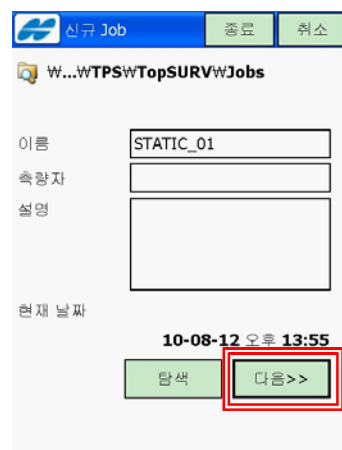 신규 Job 종료 취소
₩...₩TPS₩TopSURV₩Jobs
이름 STATIC_01
측량자
설명
현재 날짜
10-08-12 오후 13:55
탐색 다음>>